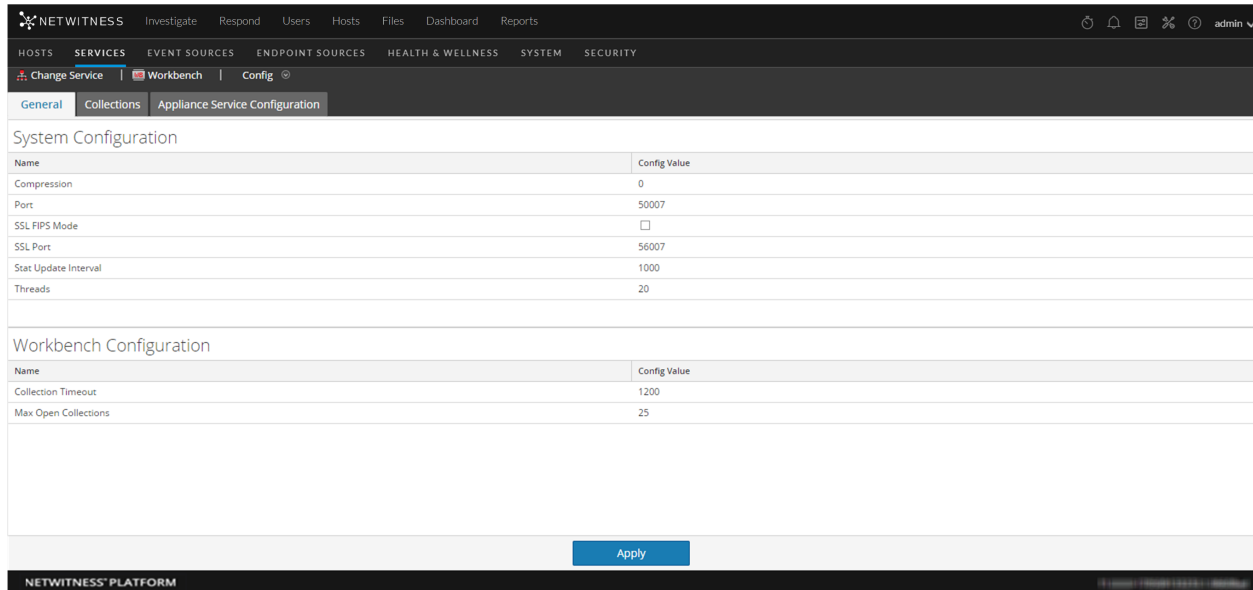 NETWITNESS Investigate Respond Users Hosts Files Dashboard Reports admin
HOSTS SERVICES EVENT SOURCES ENDPOINT SOURCES HEALTH & WELLNESS SYSTEM SECURITY
Change Service | Workbench | Config
General Collections Appliance Service Configuration
System Configuration
Name Config Value
Compression 0
Port 50007
SSL FIPS Mode
SSL Port 56007
Stat Update Interval 1000
Threads 20
Workbench Configuration
Name Config Value
Collection Timeout 1200
Max Open Collections 25
Apply
NETWITNESS PLATFORM